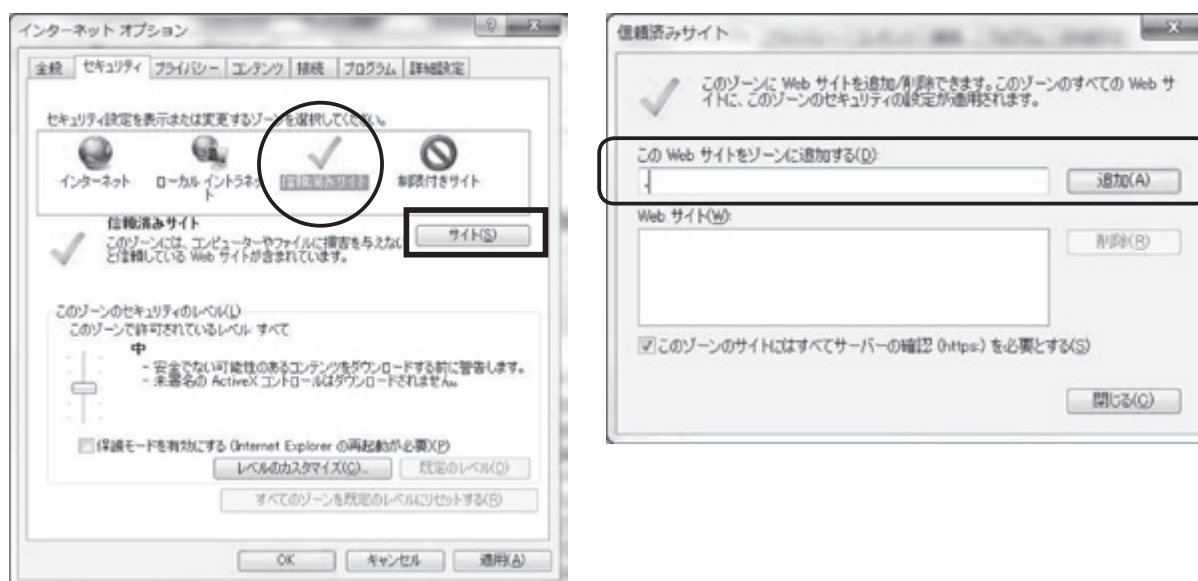 インターネット オプション
全般 セキュリティ プライバシー コンテンツ 接続 プログラム 詳細設定
セキュリティ設定を表示または変更するゾーンを選択してください。
インターネット ローカル イントラネット 信頼済みサイト 制限付きサイト
信頼済みサイト
このゾーンには、コンピューターやファイルに損害を与えない
と信頼している Web サイトが含まれています。
サイト(S)
このゾーンのセキュリティのレベル(L)
このゾーンで許可されているレベル: すべて
中
- 安全でない可能性のあるコンテンツをダウンロードする前に警告します。
- 未署名の ActiveX コントロールはダウンロードされません。
保護モードを有効にする (Internet Explorer の再起動が必要)(P)
レベルのカスタマイズ(C)... 既定のレベル(D)
すべてのゾーンを既定のレベルにリセットする(R)
OK キャンセル 適用(A)
信頼済みサイト
このゾーンに Web サイトを追加/削除できます。このゾーンのすべての Web サ
イトに、このゾーンのセキュリティの設定が適用されます。
この Web サイトをゾーンに追加する(D):
追加(A)
Web サイト(W):
削除(R)
このゾーンのサイトにはすべてサーバーの確認 (https:) を必要とする(S)
閉じる(C)